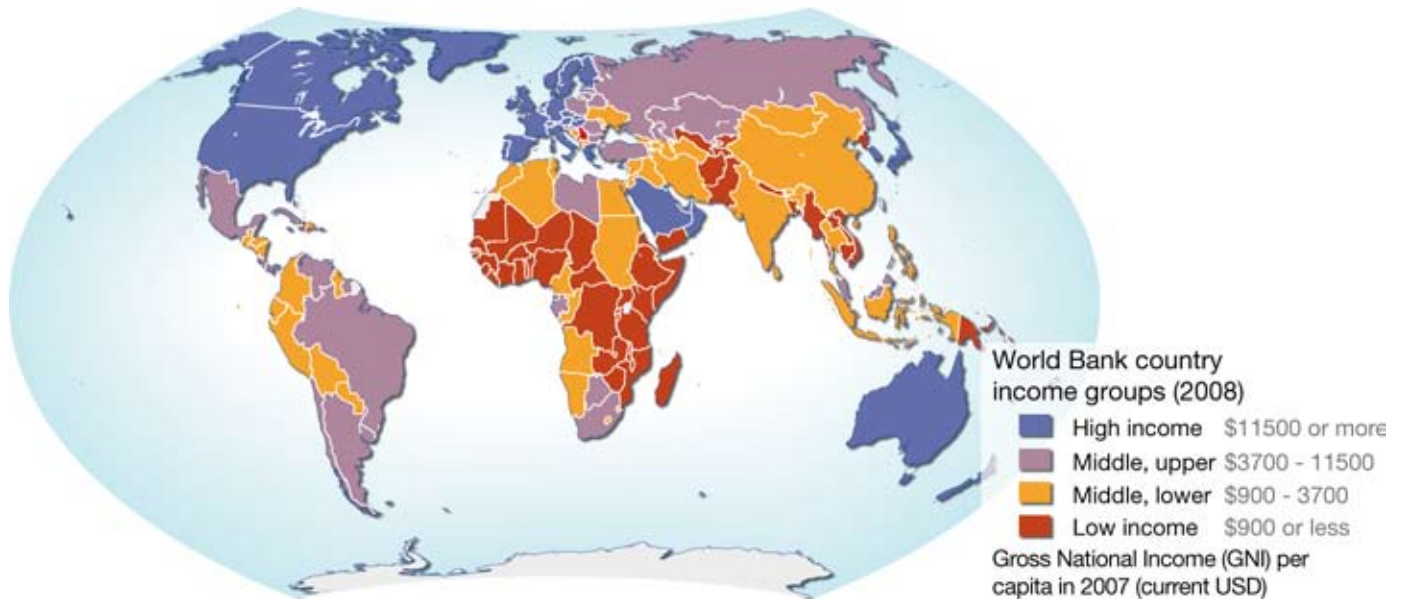 World Bank country
income groups (2008)
High income $11500 or more
Middle, upper $3700 - 11500
Middle, lower $900 - 3700
Low income $900 or less
Gross National Income (GNI) per
capita in 2007 (current USD)